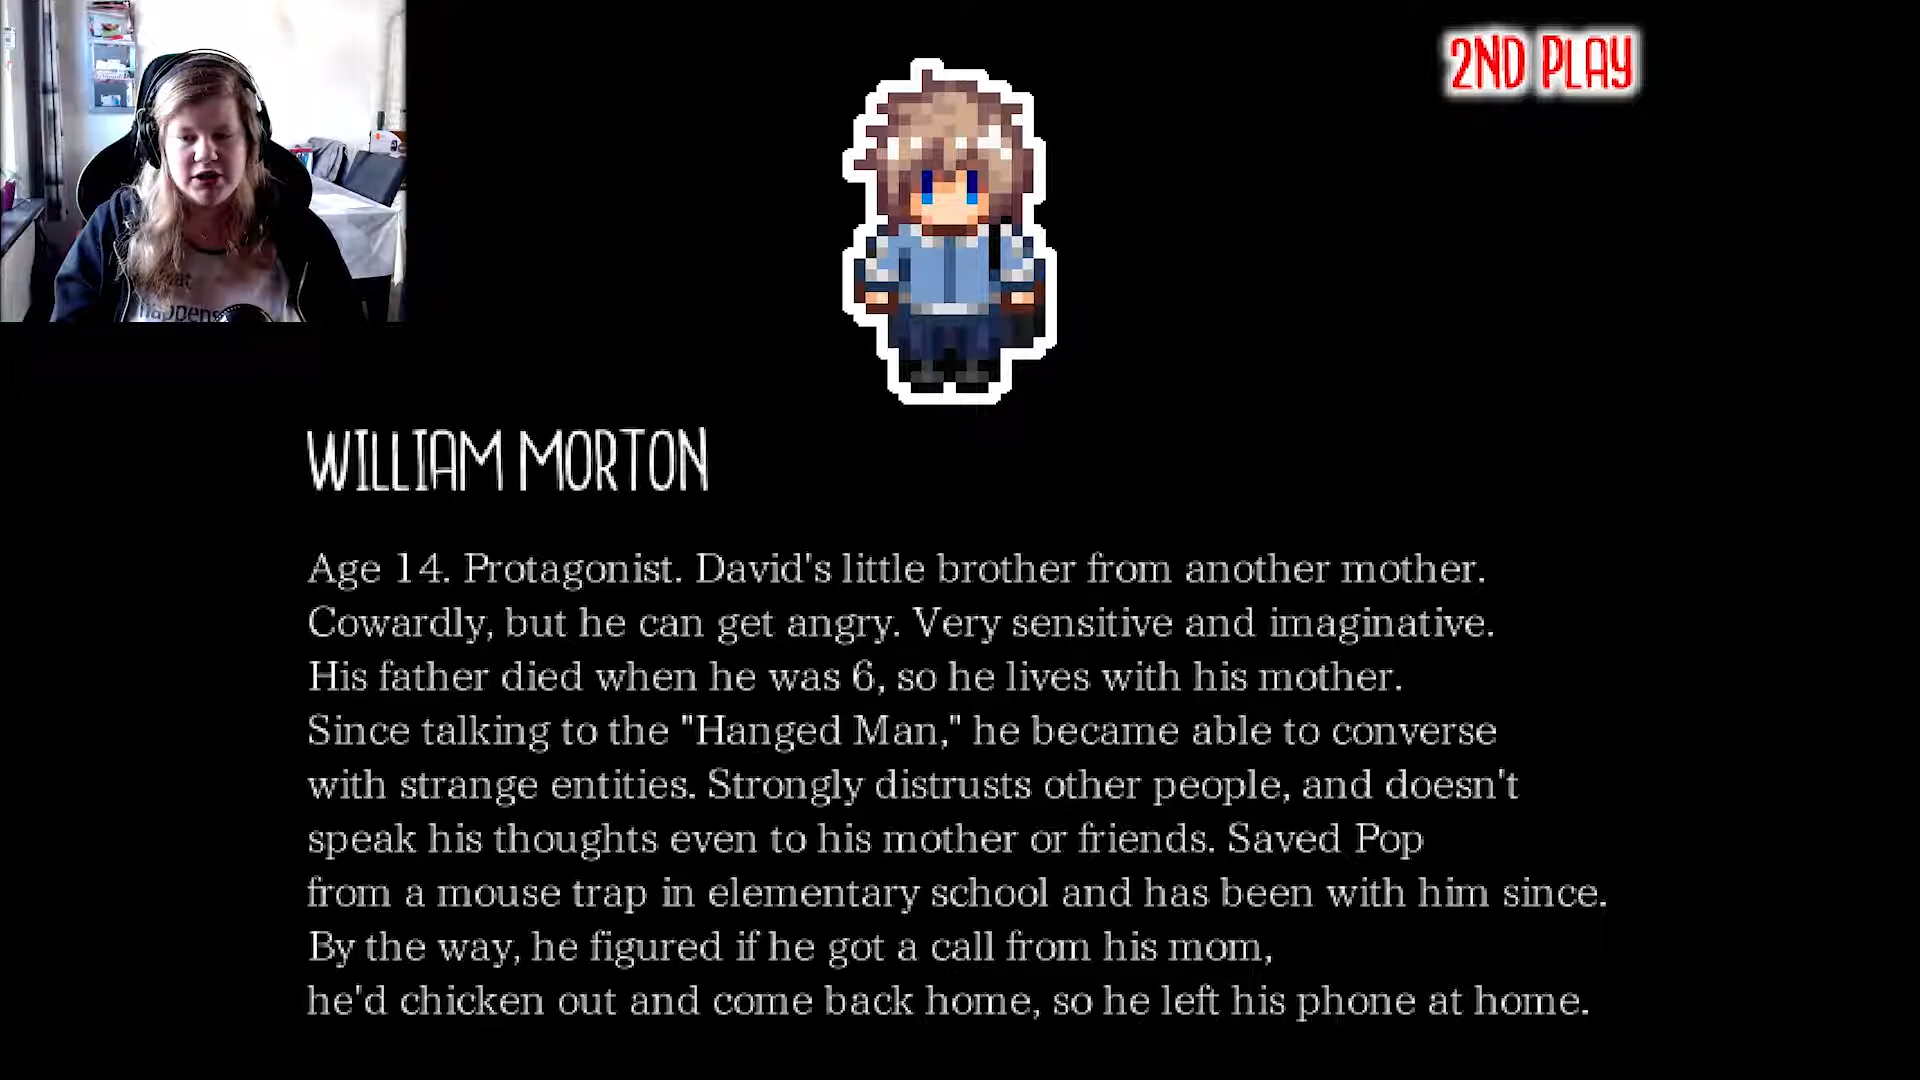 2ND PLAY
at
happens
WILLIAM MORTON
Age 14. Protagonist. David's little brother from another mother.
Cowardly, but he can get angry. Very sensitive and imaginative.
His father died when he was 6, so he lives with his mother.
Since talking to the "Hanged Man," he became able to converse
with strange entities. Strongly distrusts other people, and doesn't
speak his thoughts even to his mother or friends. Saved Pop
from a mouse trap in elementary school and has been with him since.
By the way, he figured if he got a call from his mom,
he'd chicken out and come back home, so he left his phone at home.